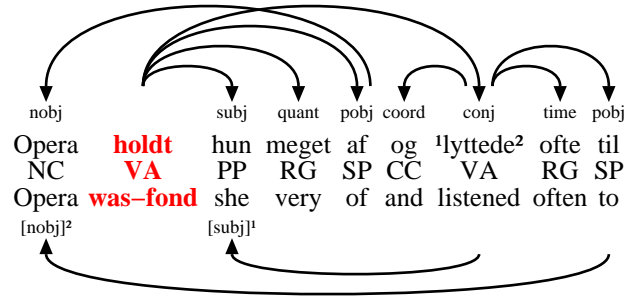 nobj subj quant pobj coord conj time pobj
Opera holdt hun meget af og ¹lyttede² ofte til
NC VA PP RG SP CC VA RG SP
Opera was−fond she very of and listened often to
[nobj]² [subj]¹